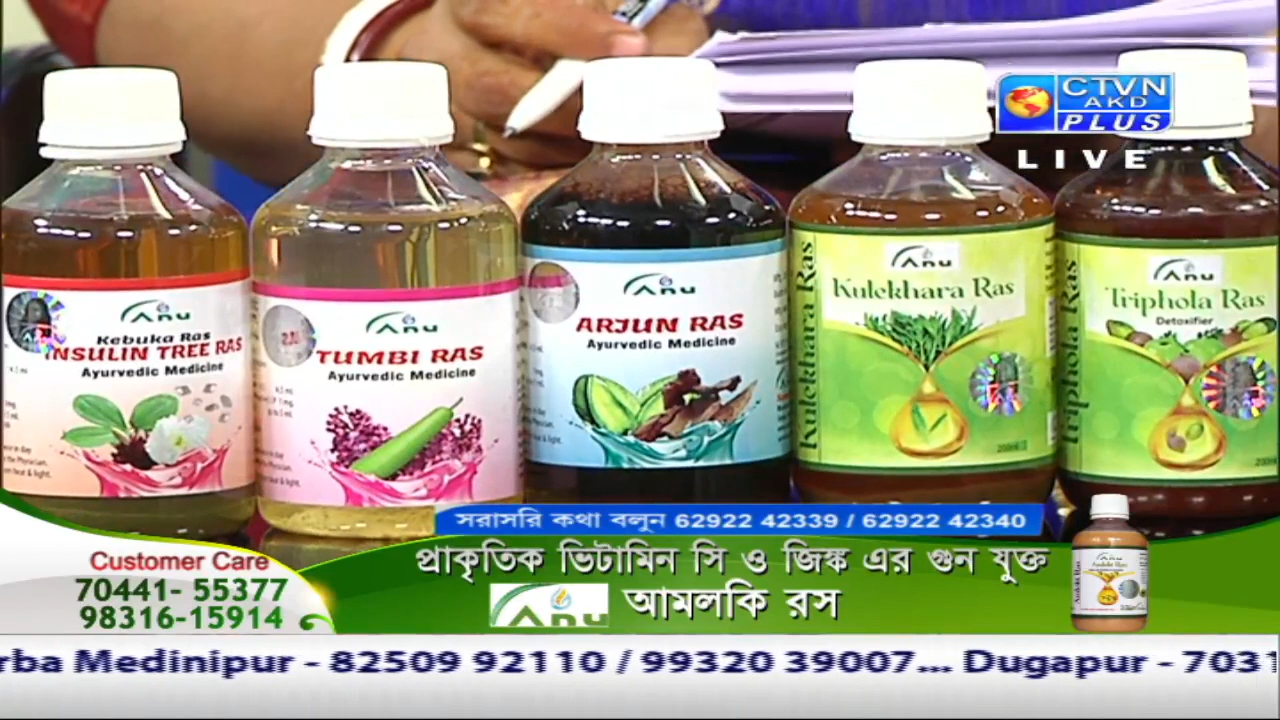 CTVN
AKD
PLUS
LIVE
Anu
Kebuka Ras
INSULIN TREE RAS
Ayurvedic Medicine
Anu
TUMBI RAS
Ayurvedic Medicine
Anu
ARJUN RAS
Ayurvedic Medicine
Anu
Kulekhara Ras
Kulekhara Ras
Anu
Triphola Ras
Detoxifier
Triphola Ras
সরাসরি কথা বলুন 62922 42339 / 62922 42340
Customer Care
70441- 55377
98316-15914
প্রাকৃতিক ভিটামিন সি ও জিঙ্ক এর গুন যুক্ত
Anu আমলকি রস
rba Medinipur - 82509 92110 / 99320 39007... Dugapur - 7031